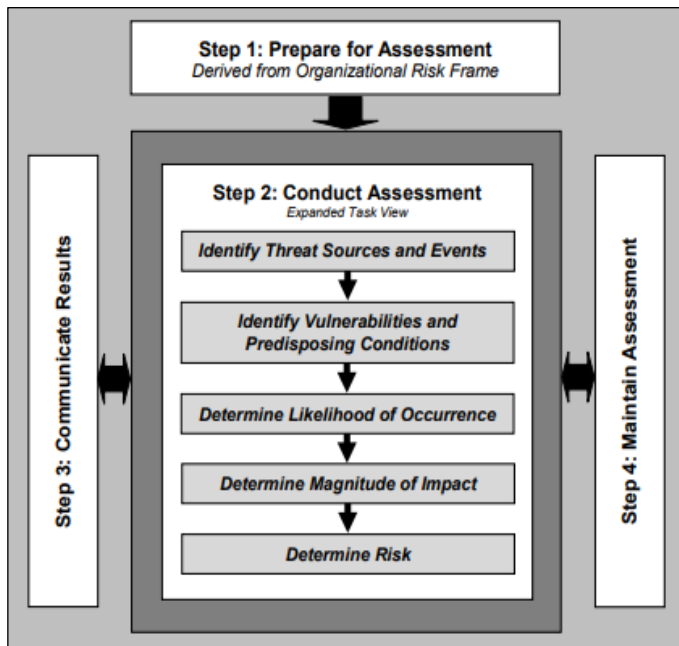 Step 1: Prepare for Assessment
Derived from Organizational Risk Frame
Step 2: Conduct Assessment
Expanded Task View
Identify Threat Sources and Events
Identify Vulnerabilities and
Predisposing Conditions
Determine Likelihood of Occurrence
Determine Magnitude of Impact
Determine Risk
Step 3: Communicate Results
Step 4: Maintain Assessment